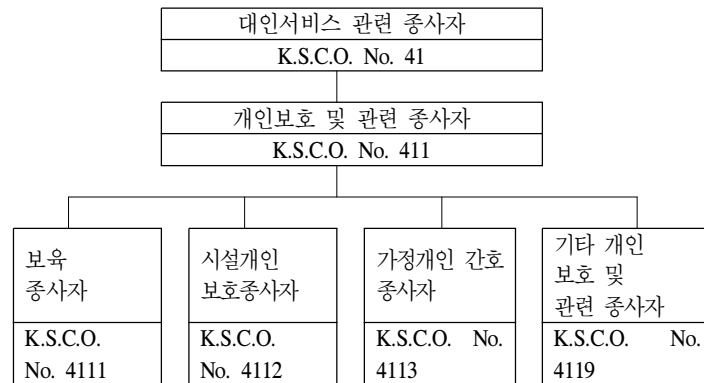 대인서비스 관련 종사자
K.S.C.O. No. 41
개인보호 및 관련 종사자
K.S.C.O. No. 411
보육
종사자
K.S.C.O.
No. 4111
시설개인
보호종사자
K.S.C.O.
No. 4112
가정개인 간호
종사자
K.S.C.O. No.
4113
기타 개인
보호 및
관련 종사자
K.S.C.O. No.
4119